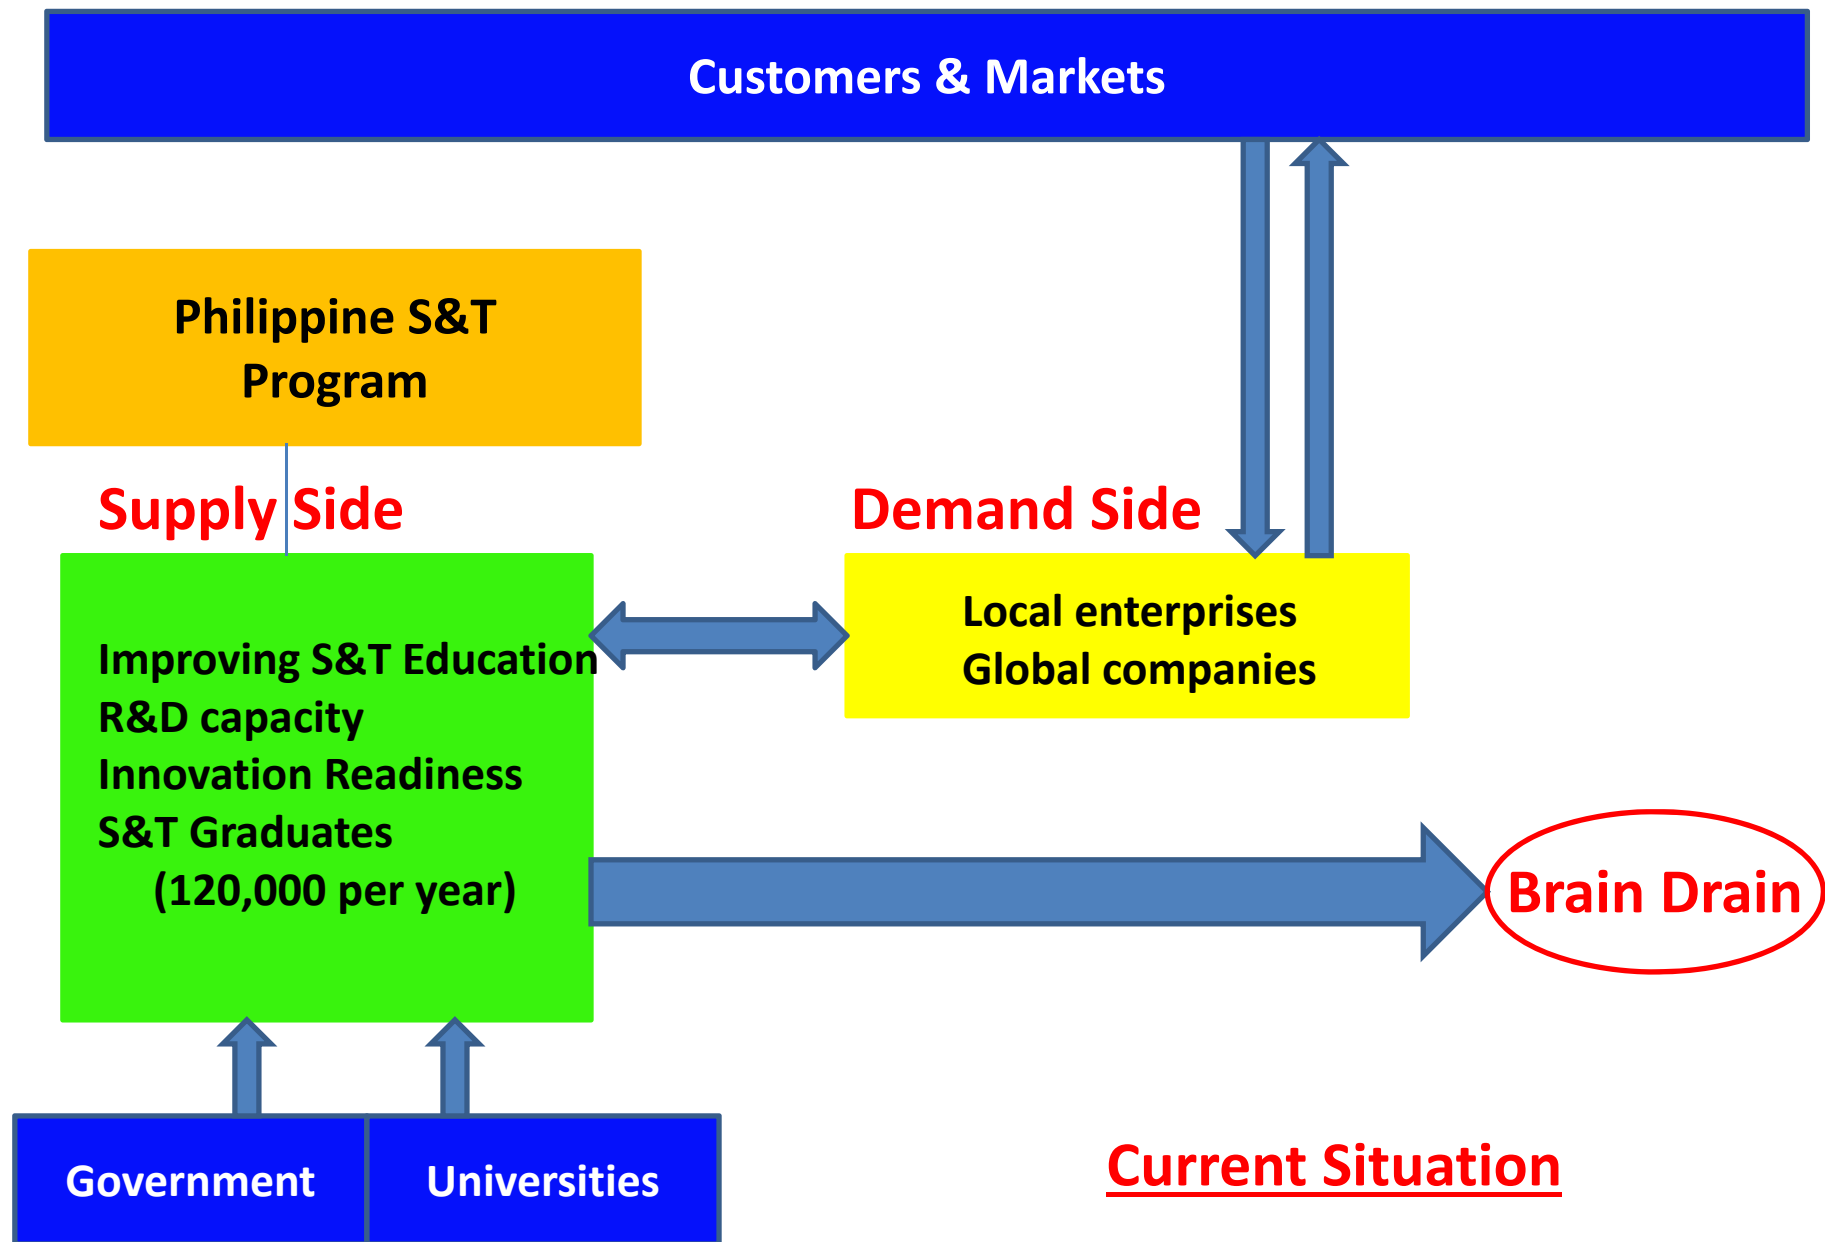 Customers & Markets
Philippine S&T
Program
Supply Side
Demand Side
Improving S&T Education
R&D capacity
Innovation Readiness
S&T Graduates
(120,000 per year)
Local enterprises
Global companies
Brain Drain
Government
Universities
Current Situation